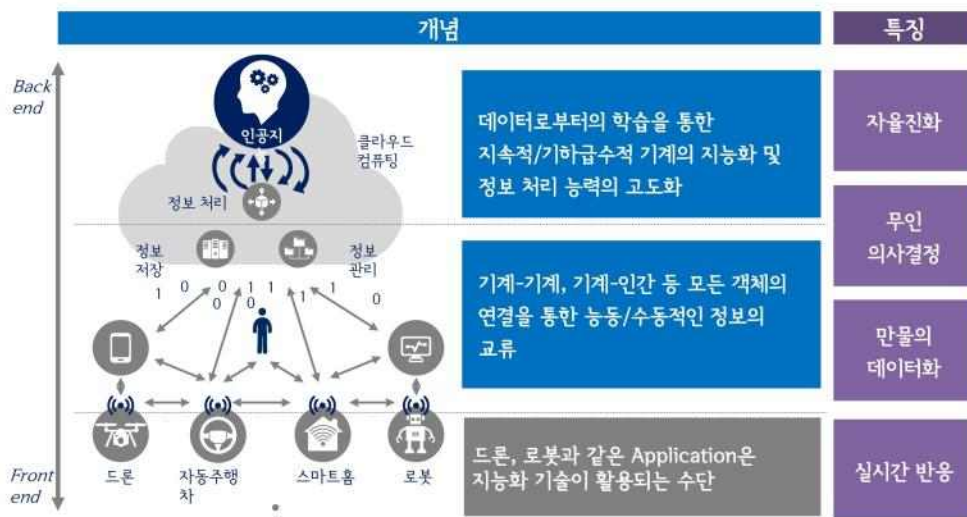 개념
특징
Back
end
인공지
클라우드
컴퓨팅
정보 처리
정보
저장
정보
관리
1 0 0 0 1 0 1 1 1 0
데이터로부터의 학습을 통한
지속적/기하급수적 기계의 지능화 및
정보 처리 능력의 고도화
자율진화
무인
의사결정
기계-기계, 기계-인간 등 모든 객체의
연결을 통한 능동/수동적인 정보의
교류
만물의
데이터화
드론
자동주행
차
스마트홈
로봇
드론, 로봇과 같은 Application은
지능화 기술이 활용되는 수단
실시간 반응
Front
end